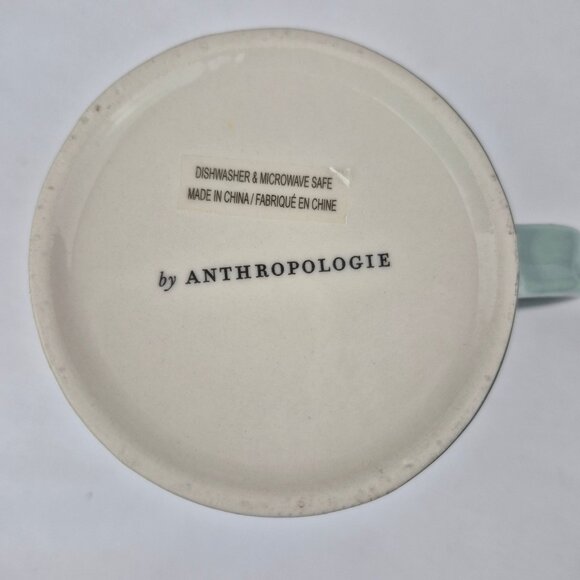 DISHWASHER & MICROWAVE SAFE
MADE IN CHINA / FABRIQUÉ EN CHINE
by ANTHROPOLOGIE